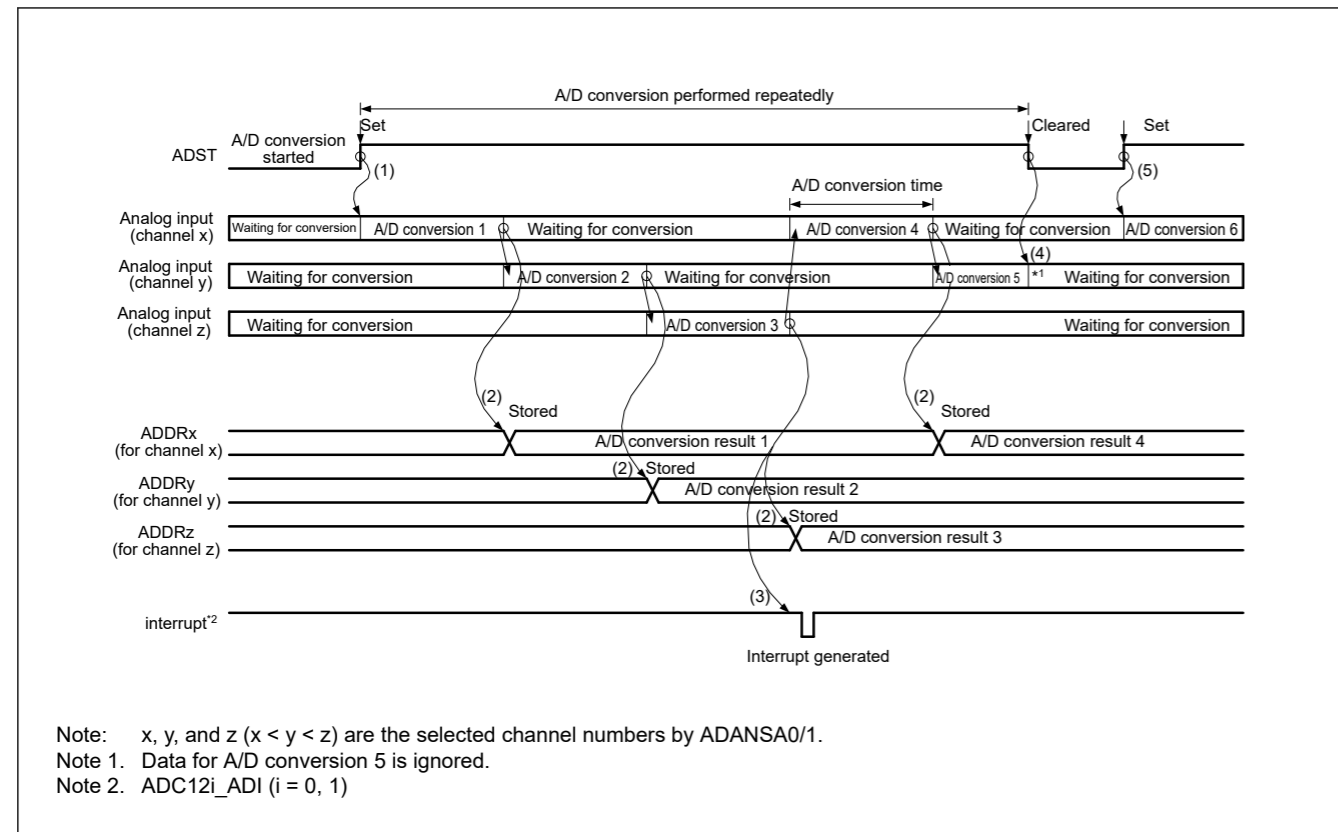 A/D conversion performed repeatedly
Set
Cleared
Set
ADST
A/D conversion
started
(1)
(5)
A/D conversion time
Analog input
(channel x)
Waiting for conversion
A/D conversion 1
Waiting for conversion
A/D conversion 4
Waiting for conversion
A/D conversion 6
(4)
Analog input
(channel y)
Waiting for conversion
A/D conversion 2
Waiting for conversion
A/D conversion 5
*1
Waiting for conversion
Analog input
(channel z)
Waiting for conversion
A/D conversion 3
Waiting for conversion
(2)
Stored
(2)
Stored
ADDRx
(for channel x)
A/D conversion result 1
A/D conversion result 4
(2)
Stored
ADDRy
(for channel y)
A/D conversion result 2
(2)
Stored
ADDRz
(for channel z)
A/D conversion result 3
(3)
interrupt*2
Interrupt generated
Note: x, y, and z (x < y < z) are the selected channel numbers by ADANSA0/1.
Note 1. Data for A/D conversion 5 is ignored.
Note 2. ADC12i_ADI (i = 0, 1)